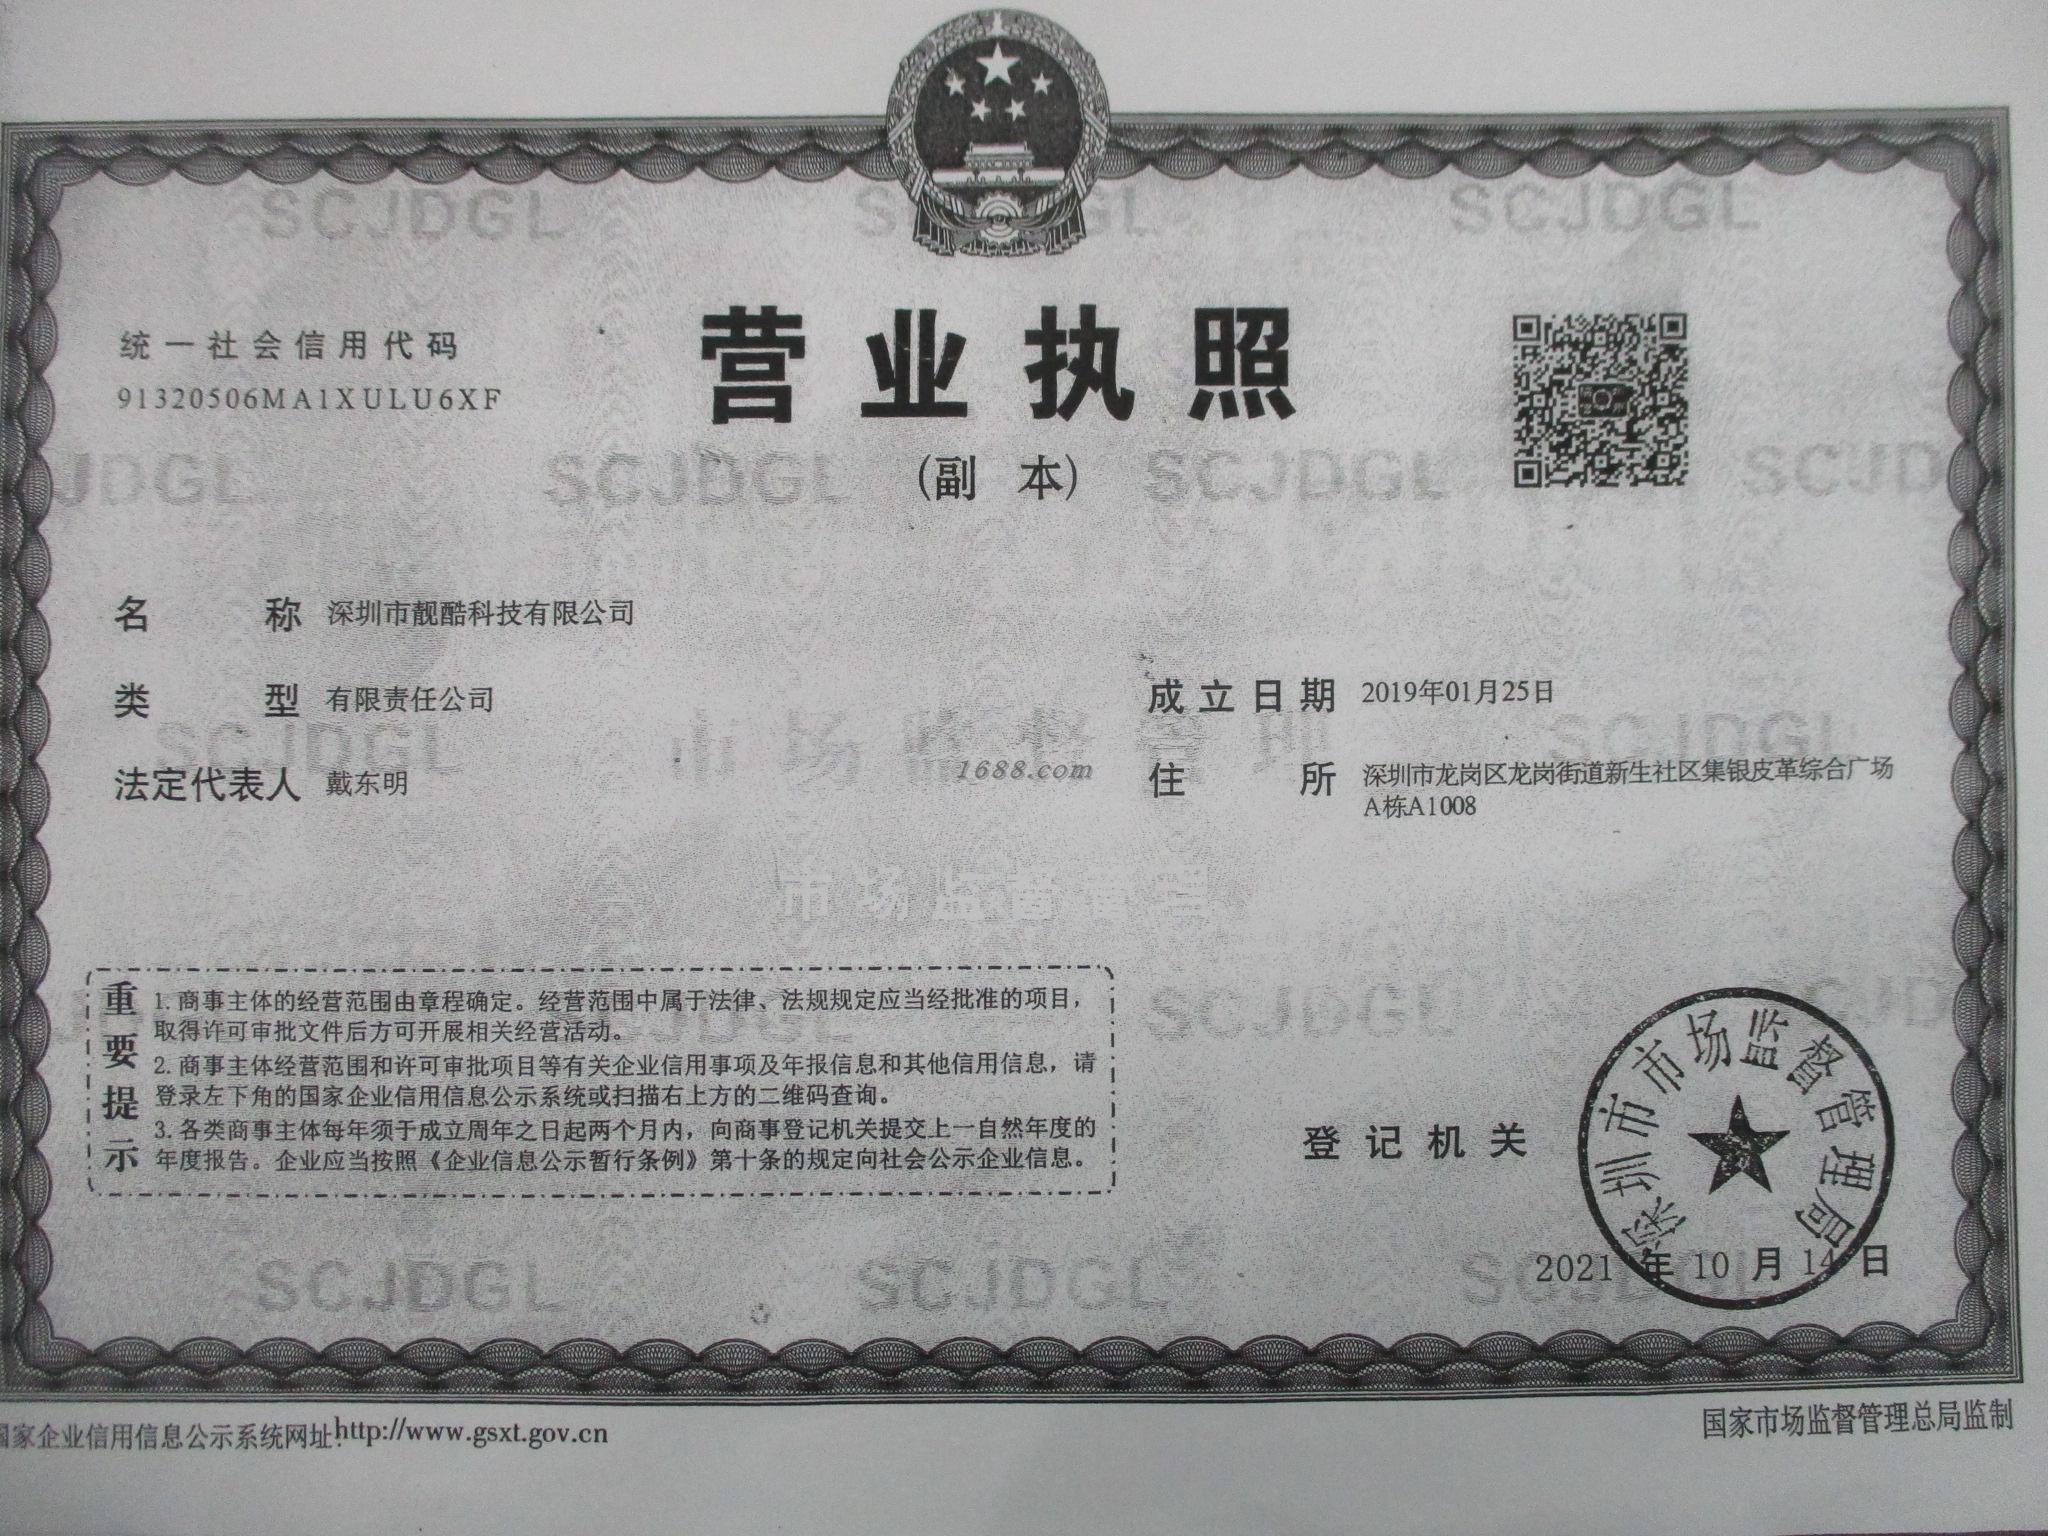 统一社会信用代码
91320506MA1XULU6XF
营业执照
(副 本)
名 称 深圳市靓酷科技有限公司
类 型 有限责任公司
法定代表人 戴东明
成立日期 2019年01月25日
住 所 深圳市龙岗区龙岗街道新生社区集银皮革综合广场
A栋A1008
1688.com
市场监督管理
重要提示
1. 商事主体的经营范围由章程确定。经营范围中属于法律、法规规定应当经批准的项目，
取得许可审批文件后方可开展相关经营活动。
2. 商事主体经营范围和许可审批项目等有关企业信用事项及年报信息和其他信用信息，请
登录左下角的国家企业信用信息公示系统或扫描右上方的二维码查询。
3. 各类商事主体每年须于成立周年之日起两个月内，向商事登记机关提交上一自然年度的
年度报告。企业应当按照《企业信息公示暂行条例》第十条的规定向社会公示企业信息。
登记机关
深圳市市场监督管理局
2021 年 10 月 14 日
SCJDGL
国家企业信用信息公示系统网址:http://www.gsxt.gov.cn
国家市场监督管理总局监制